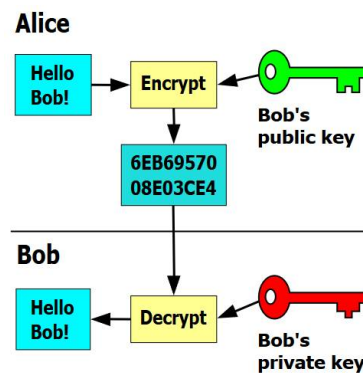 Alice
Hello
Bob!
Encrypt
Bob's
public key
6EB69570
08E03CE4
Bob
Hello
Bob!
Decrypt
Bob's
private key